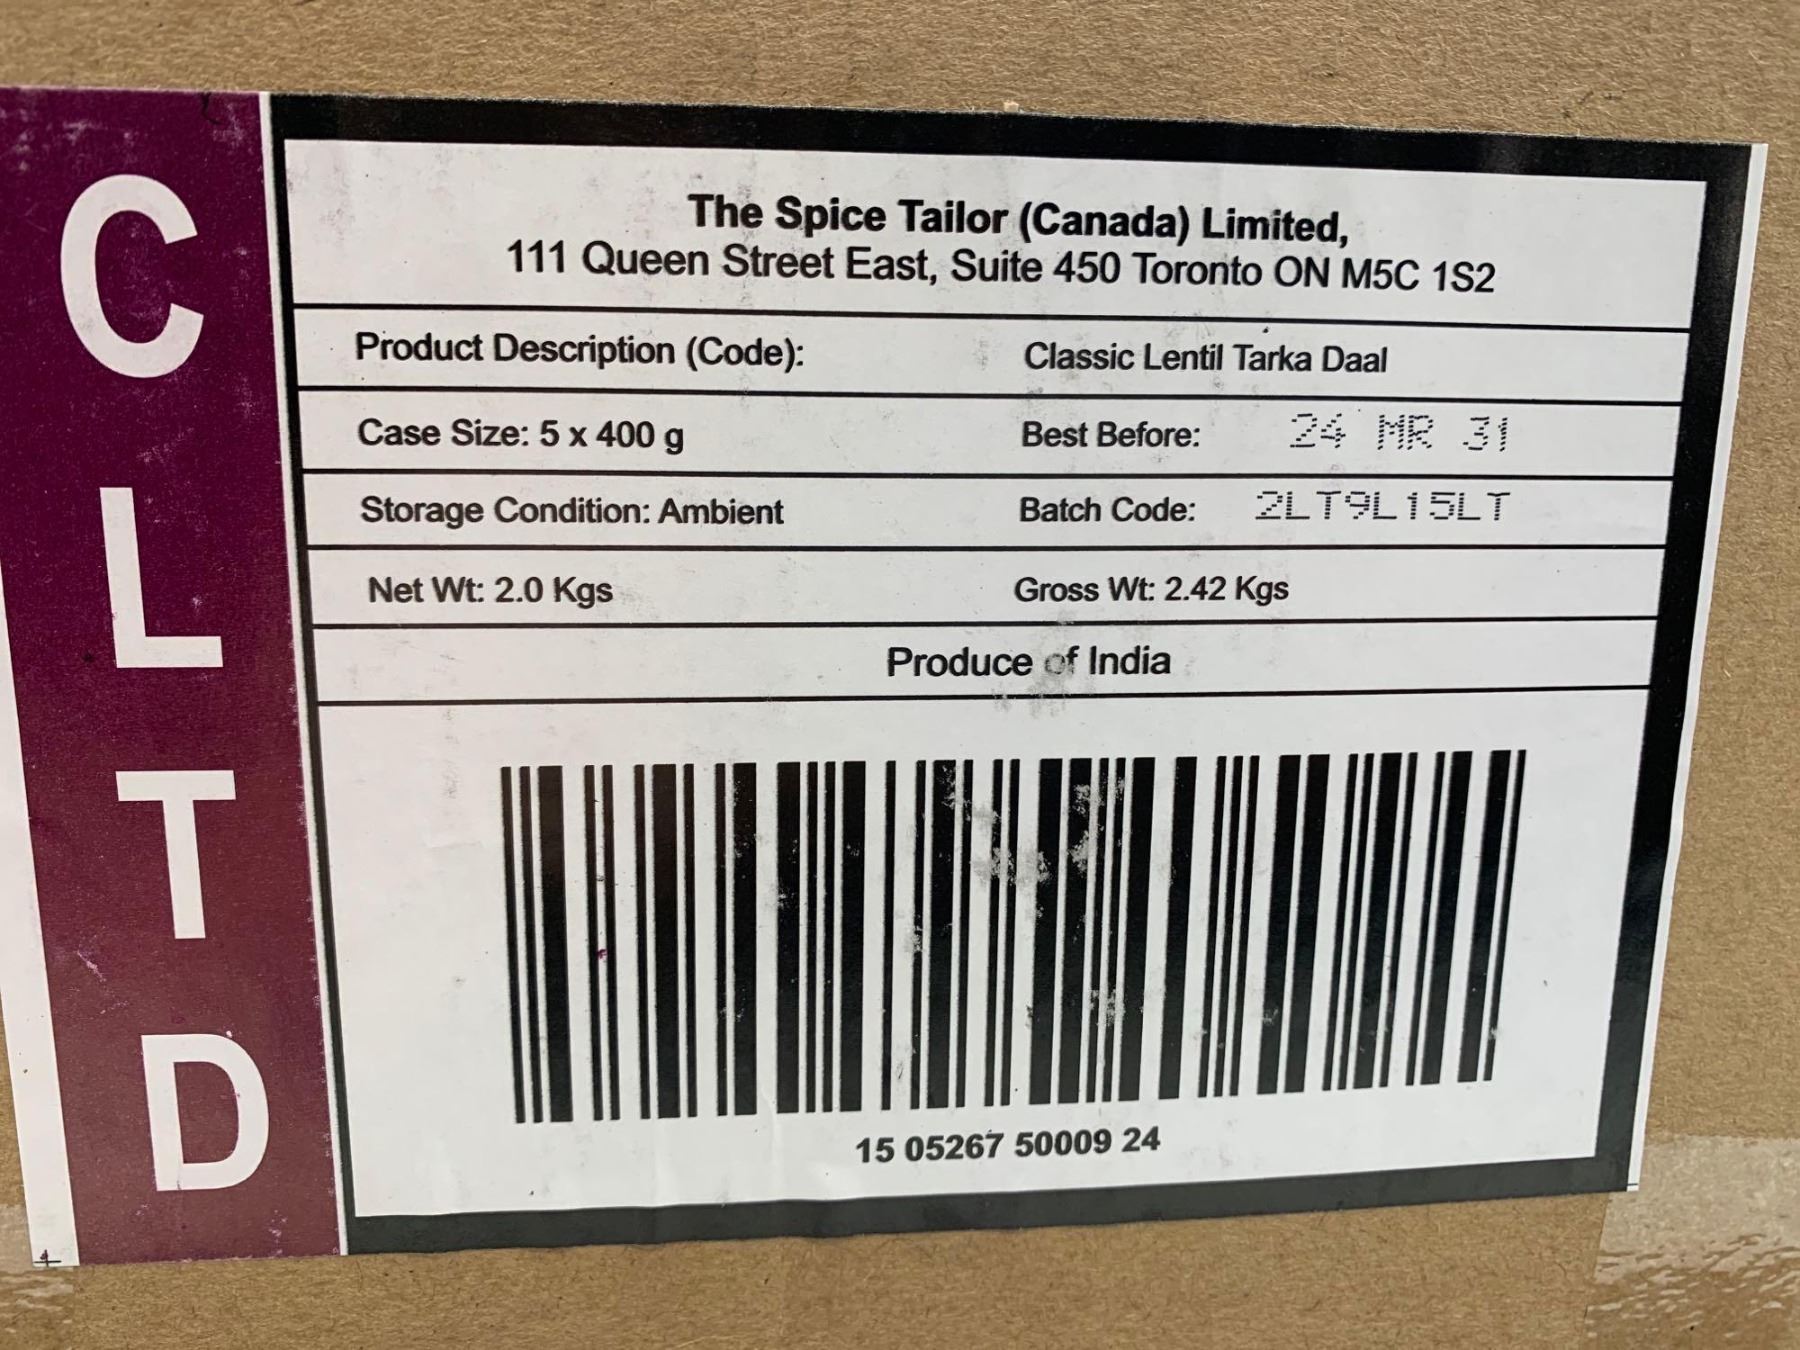 C
L
T
D
The Spice Tailor (Canada) Limited,
111 Queen Street East, Suite 450 Toronto ON M5C 1S2
Product Description (Code): Classic Lentil Tarka Daal
Case Size: 5 x 400 g Best Before: 24 MR 31
Storage Condition: Ambient Batch Code: 2LT9L15LT
Net Wt: 2.0 Kgs Gross Wt: 2.42 Kgs
Produce of India
15 05267 50009 24